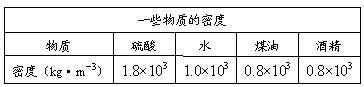 一些物质的密度
物质 硫酸 水 煤油 酒精
密度（kg·m⁻³） 1.8×10³ 1.0×10³ 0.8×10³ 0.8×10³